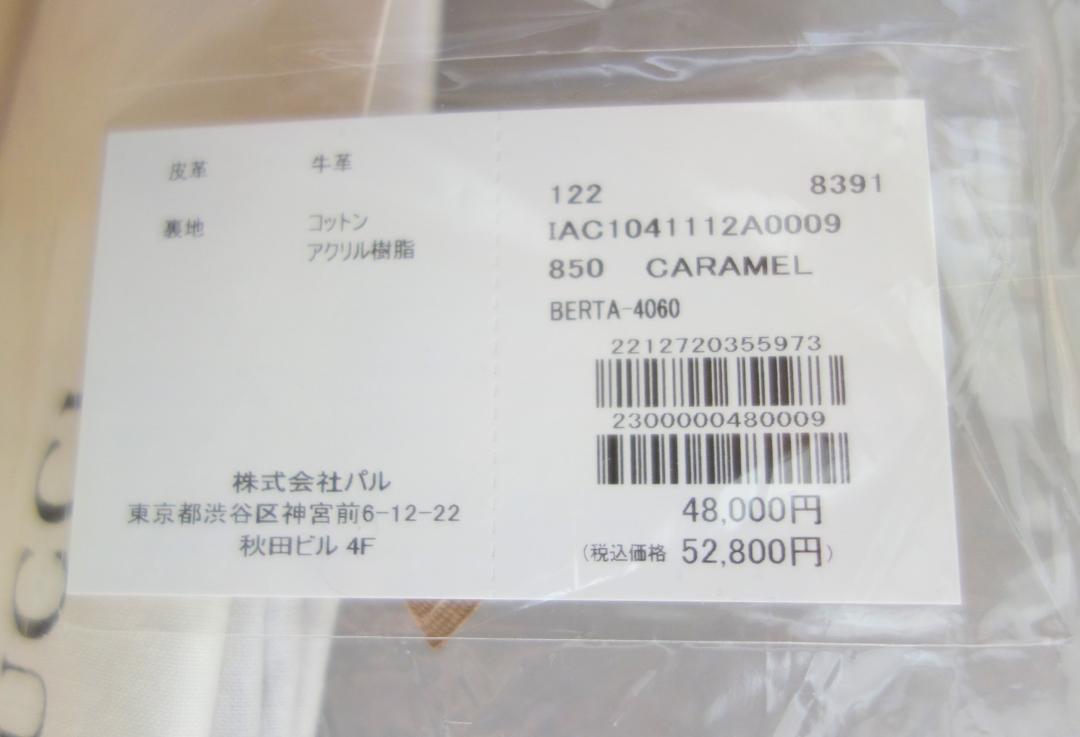 皮革 牛革
裏地 コットン
アクリル樹脂
株式会社パル
東京都渋谷区神宮前6-12-22
秋田ビル 4F
122 8391
IAC1041112A0009
850 CARAMEL
BERTA-4060
2212720355973
2300000480009
48,000円
(税込価格 52,800円)
UCCI